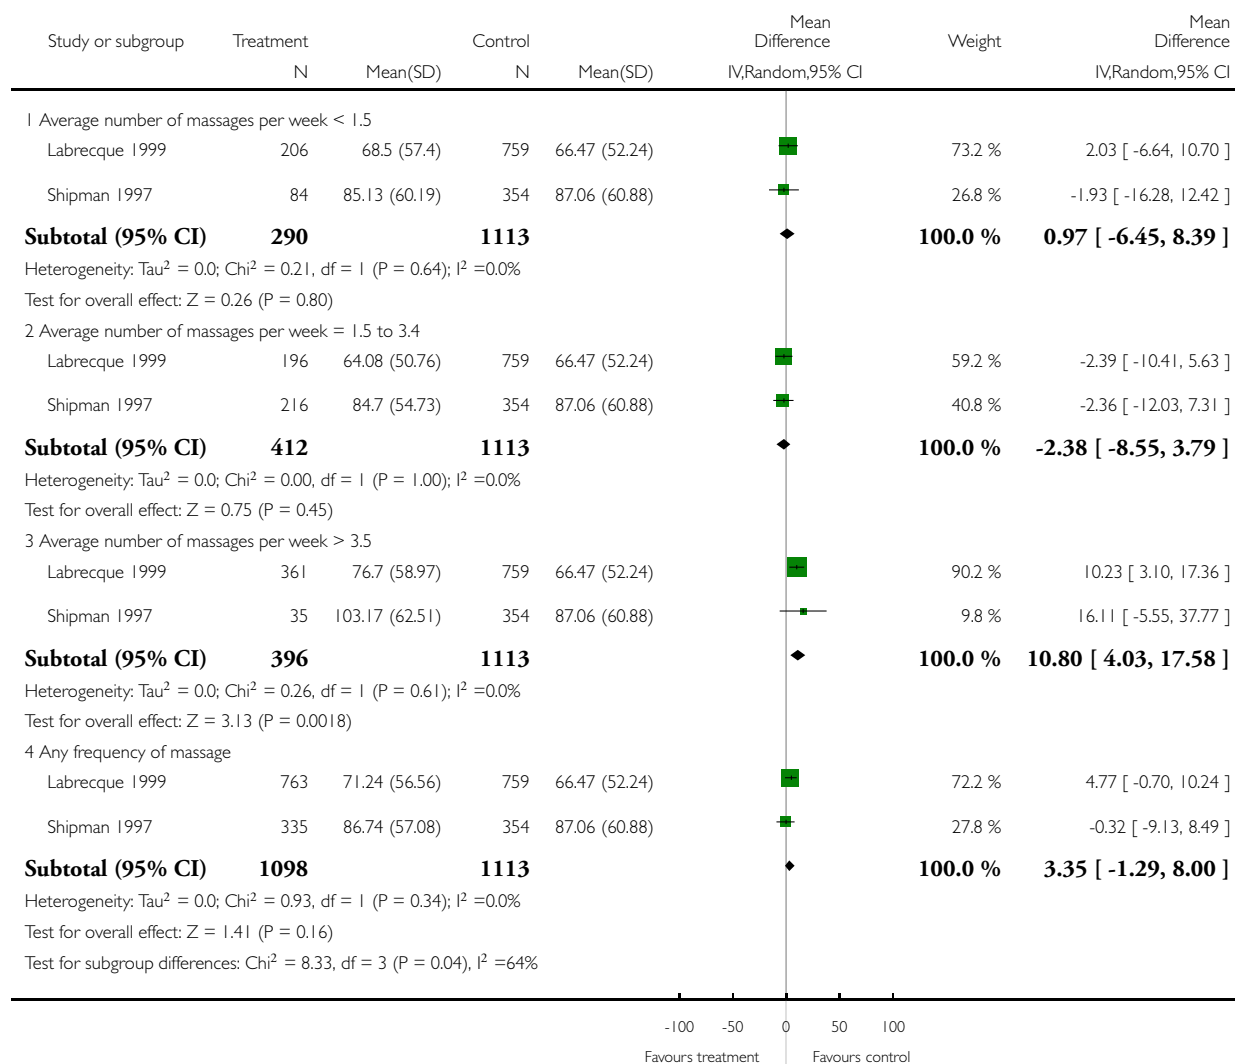 Mean Mean
Study or subgroup Treatment Control Difference Weight Difference
N Mean(SD) N Mean(SD) IV,Random,95% CI IV,Random,95% CI
1 Average number of massages per week < 1.5
Labrecque 1999 206 68.5 (57.4) 759 66.47 (52.24) 73.2 % 2.03 [ -6.64, 10.70 ]
Shipman 1997 84 85.13 (60.19) 354 87.06 (60.88) 26.8 % -1.93 [ -16.28, 12.42 ]
Subtotal (95% CI) 290 1113 100.0 % 0.97 [ -6.45, 8.39 ]
Heterogeneity: Tau² = 0.0; Chi² = 0.21, df = 1 (P = 0.64); I² =0.0%
Test for overall effect: Z = 0.26 (P = 0.80)
2 Average number of massages per week = 1.5 to 3.4
Labrecque 1999 196 64.08 (50.76) 759 66.47 (52.24) 59.2 % -2.39 [ -10.41, 5.63 ]
Shipman 1997 216 84.7 (54.73) 354 87.06 (60.88) 40.8 % -2.36 [ -12.03, 7.31 ]
Subtotal (95% CI) 412 1113 100.0 % -2.38 [ -8.55, 3.79 ]
Heterogeneity: Tau² = 0.0; Chi² = 0.00, df = 1 (P = 1.00); I² =0.0%
Test for overall effect: Z = 0.75 (P = 0.45)
3 Average number of massages per week > 3.5
Labrecque 1999 361 76.7 (58.97) 759 66.47 (52.24) 90.2 % 10.23 [ 3.10, 17.36 ]
Shipman 1997 35 103.17 (62.51) 354 87.06 (60.88) 9.8 % 16.11 [ -5.55, 37.77 ]
Subtotal (95% CI) 396 1113 100.0 % 10.80 [ 4.03, 17.58 ]
Heterogeneity: Tau² = 0.0; Chi² = 0.26, df = 1 (P = 0.61); I² =0.0%
Test for overall effect: Z = 3.13 (P = 0.0018)
4 Any frequency of massage
Labrecque 1999 763 71.24 (56.56) 759 66.47 (52.24) 72.2 % 4.77 [ -0.70, 10.24 ]
Shipman 1997 335 86.74 (57.08) 354 87.06 (60.88) 27.8 % -0.32 [ -9.13, 8.49 ]
Subtotal (95% CI) 1098 1113 100.0 % 3.35 [ -1.29, 8.00 ]
Heterogeneity: Tau² = 0.0; Chi² = 0.93, df = 1 (P = 0.34); I² =0.0%
Test for overall effect: Z = 1.41 (P = 0.16)
Test for subgroup differences: Chi² = 8.33, df = 3 (P = 0.04), I² =64%
-100 -50 0 50 100
Favours treatment Favours control